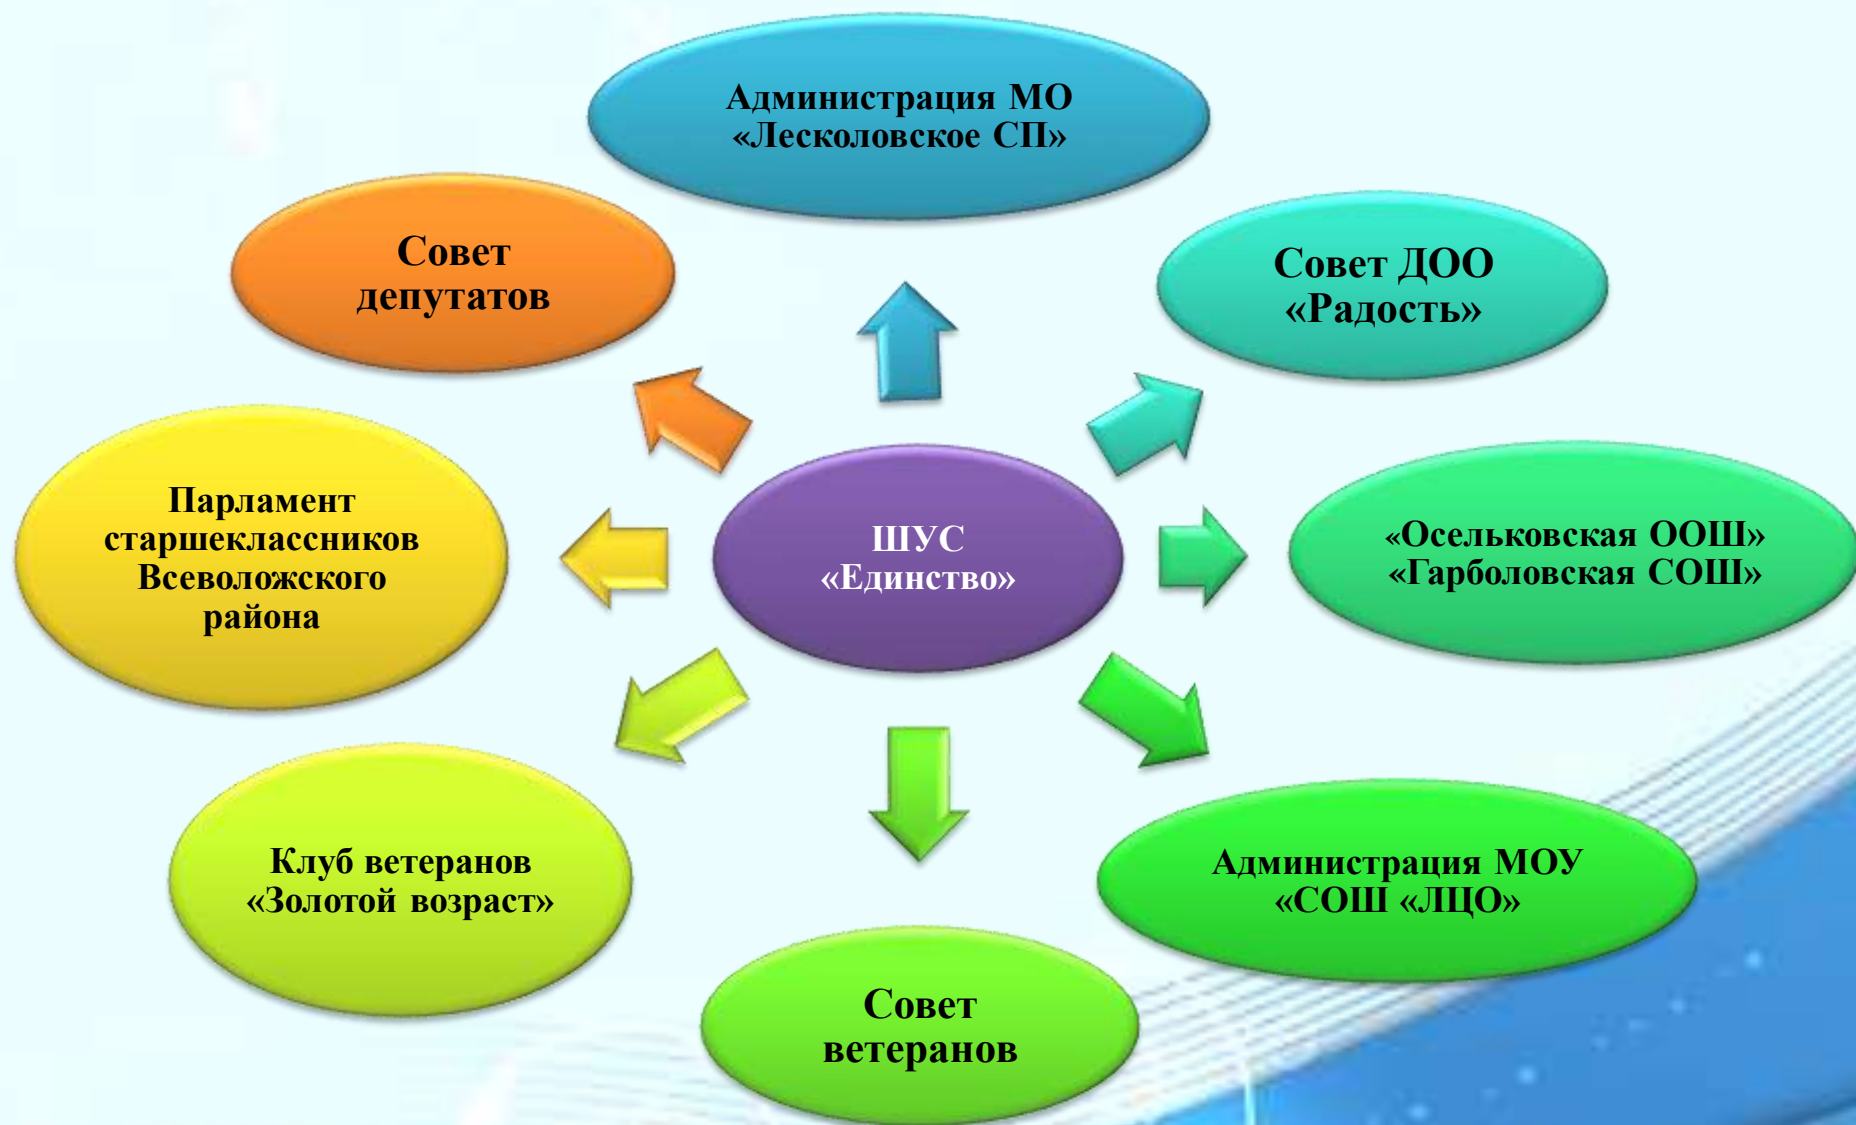 Администрация МО
«Лесколовское СП»
Совет
депутатов
Совет ДОО
«Радость»
Парламент
старшеклассников
Всеволожского
района
ШУС
«Единство»
«Осельковская ООШ»
«Гарболовская СОШ»
Клуб ветеранов
«Золотой возраст»
Администрация МОУ
«СОШ «ЛЦО»
Совет
ветеранов